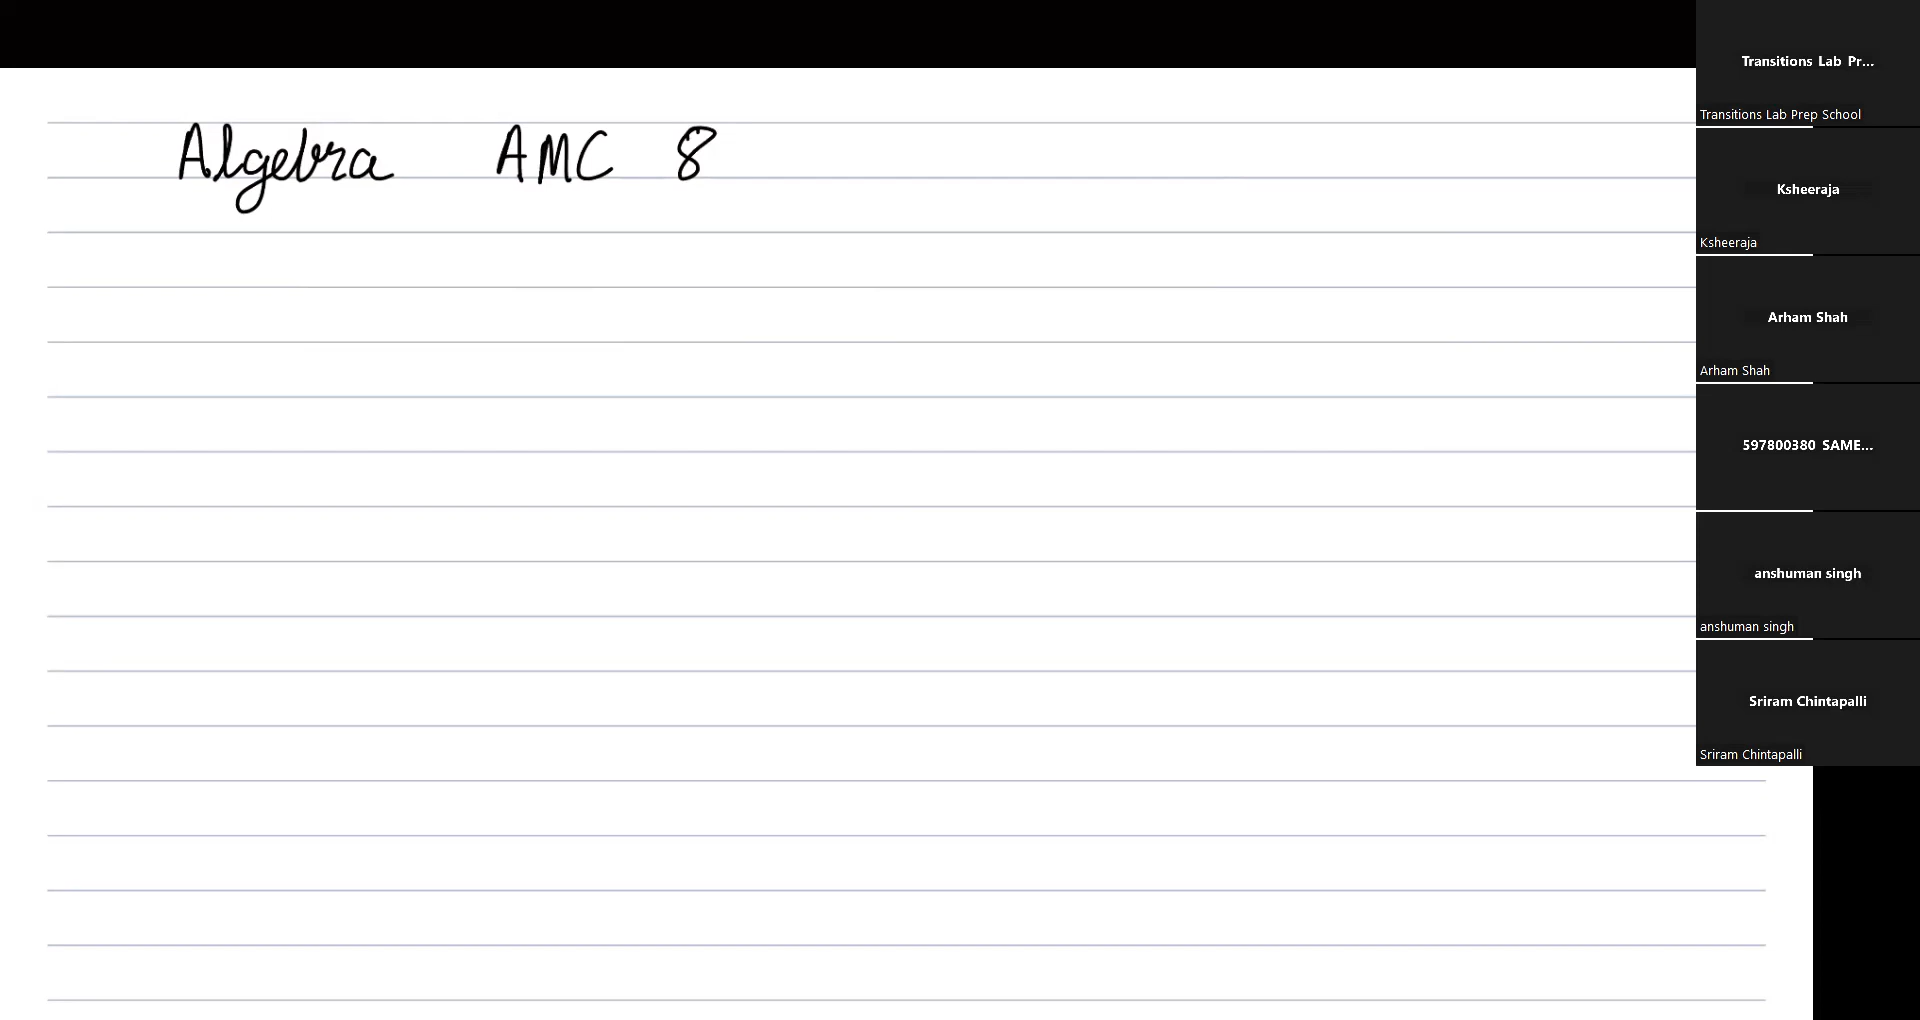 Algebra AMC 8
Transitions Lab Pr...
Transitions Lab Prep School
Ksheeraja
Ksheeraja
Arham Shah
Arham Shah
597800380 SAME...
anshuman singh
anshuman singh
Sriram Chintapalli
Sriram Chintapalli